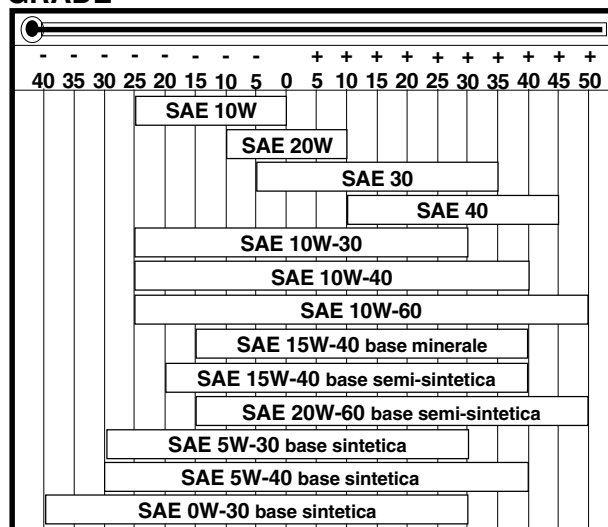 - - - - - - - - + + + + + + + + + +
40 35 30 25 20 15 10 5 0 5 10 15 20 25 30 35 40 45 50
SAE 10W
SAE 20W
SAE 30
SAE 40
SAE 10W-30
SAE 10W-40
SAE 10W-60
SAE 15W-40 base minerale
SAE 15W-40 base semi-sintetica
SAE 20W-60 base semi-sintetica
SAE 5W-30 base sintetica
SAE 5W-40 base sintetica
SAE 0W-30 base sintetica